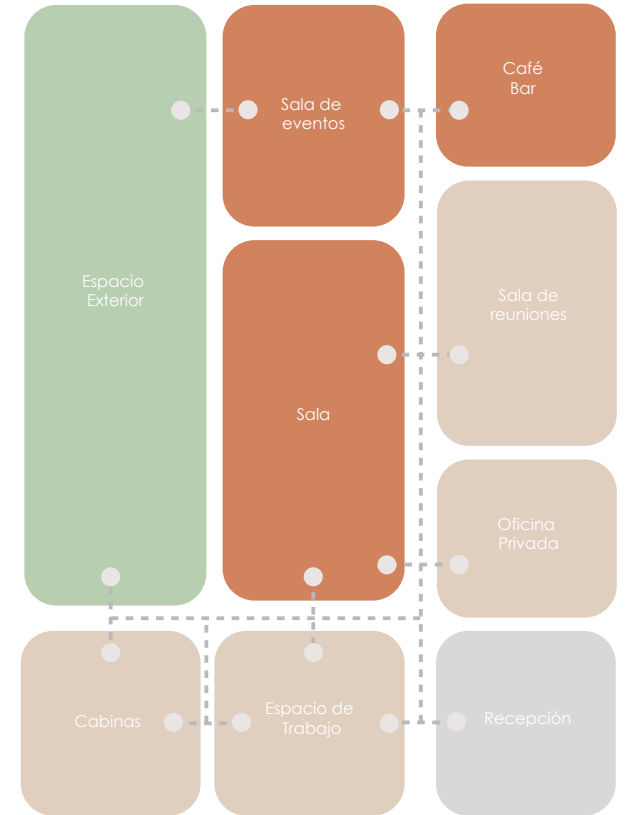 Sala de
eventos
Café
Bar
Espacio
Exterior
Sala de
reuniones
Sala
Oficina
Privada
Cabinas
Espacio de
Trabajo
Recepción